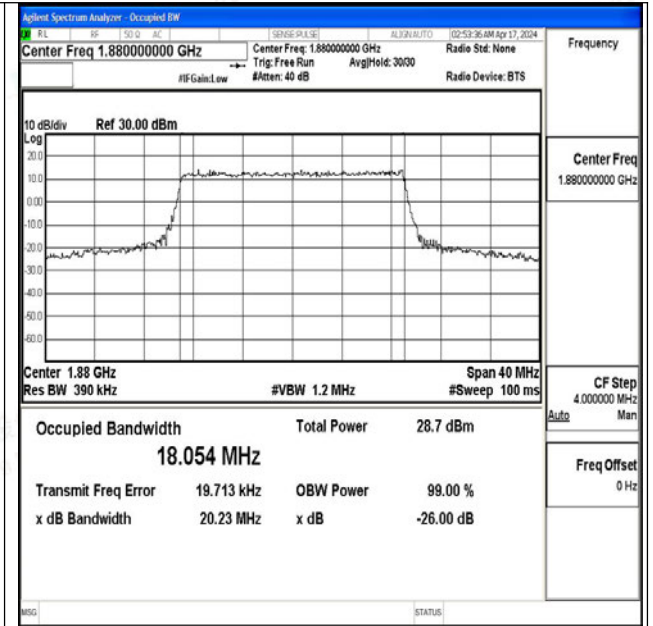 Agilent Spectrum Analyzer - Occupied BW
RL RF 50 Ω AC SENSE:PULSE ALIGN AUTO 02:53:36 AM Apr 17, 2024
Center Freq 1.880000000 GHz
Center Freq: 1.880000000 GHz
Radio Std: None
Trig: Free Run Avg|Hold: 30/30
#IFGain:Low #Atten: 40 dB Radio Device: BTS
Frequency
10 dB/div Ref 30.00 dBm
Log
20.0
10.0
0.00
-10.0
-20.0
-30.0
-40.0
-50.0
-60.0
Center 1.88 GHz Span 40 MHz
Res BW 390 kHz #VBW 1.2 MHz #Sweep 100 ms
Occupied Bandwidth Total Power 28.7 dBm
18.054 MHz
Transmit Freq Error 19.713 kHz OBW Power 99.00 %
x dB Bandwidth 20.23 MHz x dB -26.00 dB
Center Freq
1.880000000 GHz
CF Step
4.000000 MHz
Auto Man
Freq Offset
0 Hz
MSG STATUS